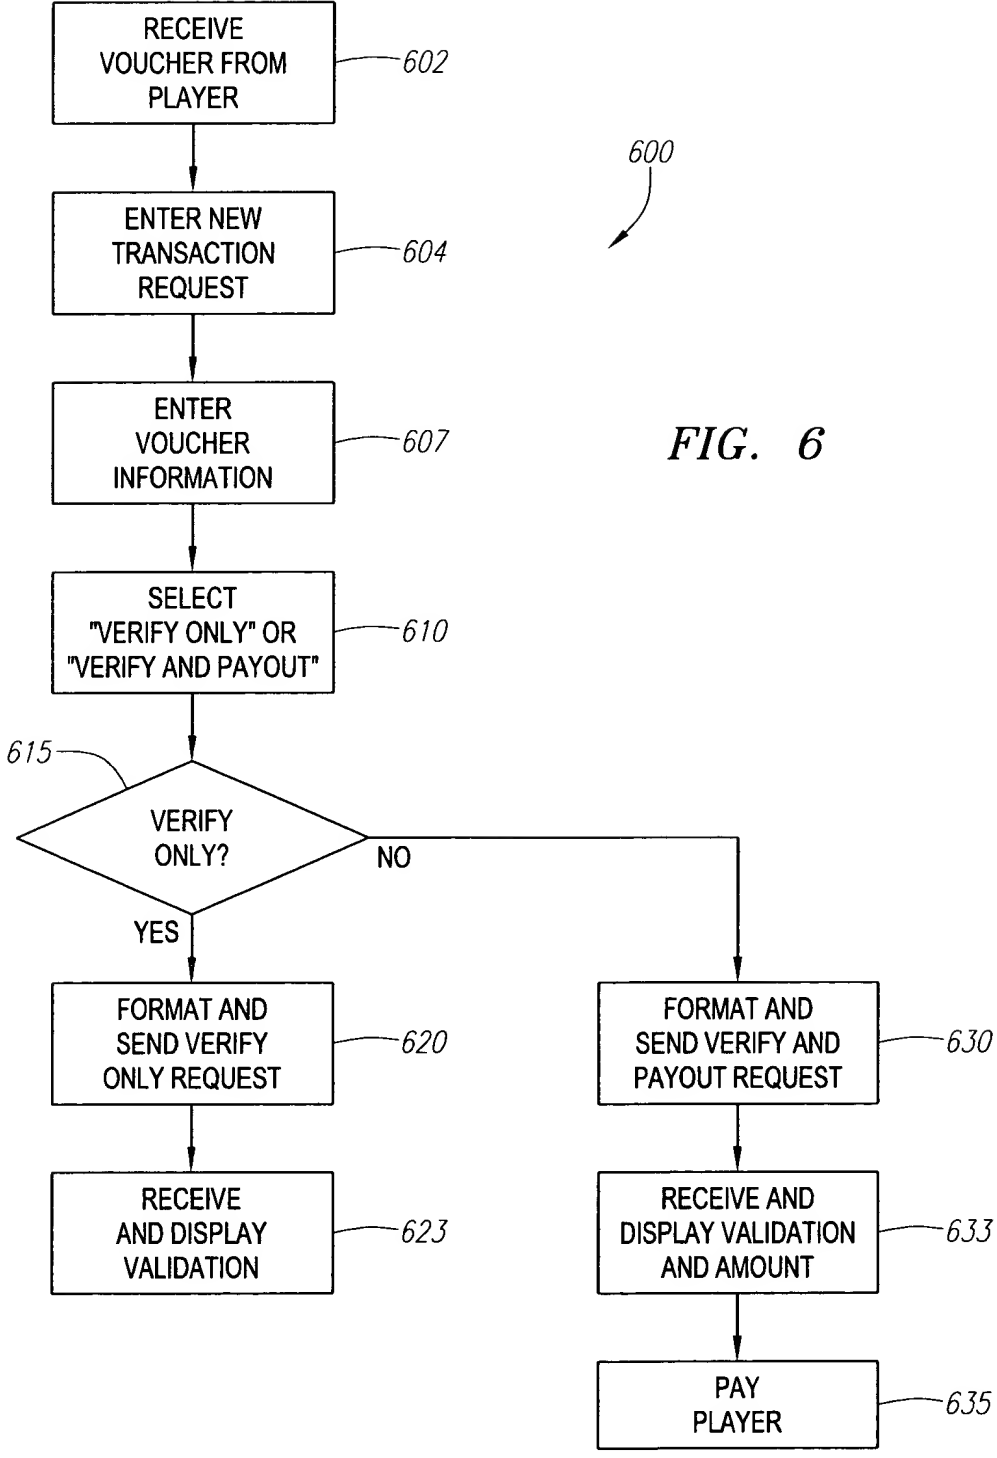 RECEIVE
VOUCHER FROM
PLAYER
602
600
ENTER NEW
TRANSACTION
REQUEST
604
ENTER
VOUCHER
INFORMATION
607
FIG. 6
SELECT
"VERIFY ONLY" OR
"VERIFY AND PAYOUT"
610
615
VERIFY
ONLY?
NO
YES
FORMAT AND
SEND VERIFY
ONLY REQUEST
620
FORMAT AND
SEND VERIFY AND
PAYOUT REQUEST
630
RECEIVE
AND DISPLAY
VALIDATION
623
RECEIVE AND
DISPLAY VALIDATION
AND AMOUNT
633
PAY
PLAYER
635